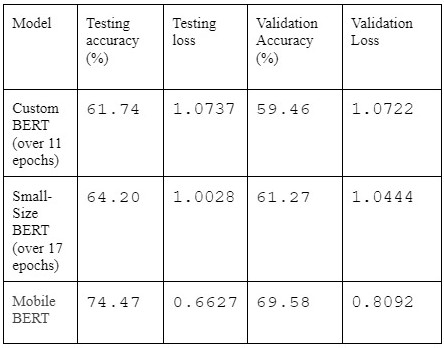 Model Testing accuracy (%) Testing loss Validation Accuracy (%) Validation Loss
Custom BERT (over 11 epochs) 61.74 1.0737 59.46 1.0722
Small-Size BERT (over 17 epochs) 64.20 1.0028 61.27 1.0444
Mobile BERT 74.47 0.6627 69.58 0.8092